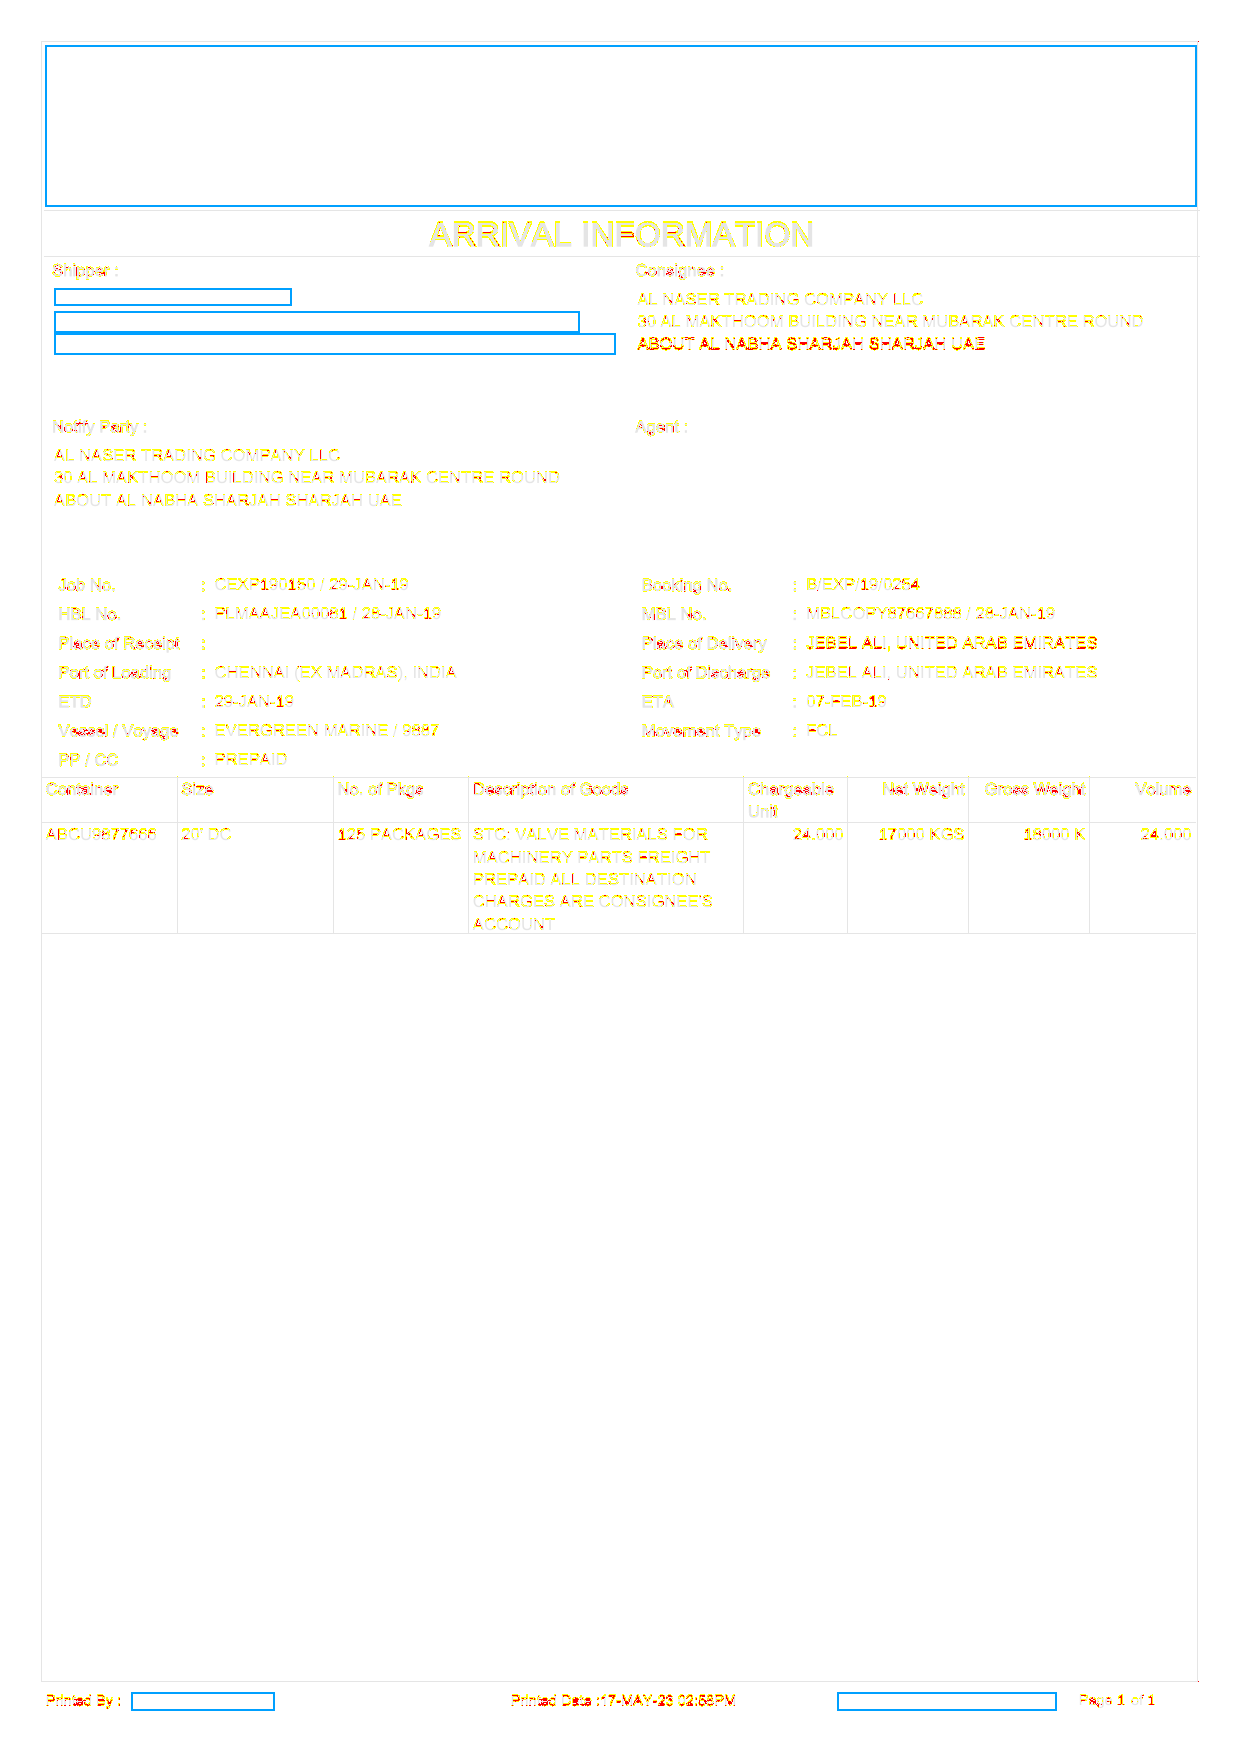 ARRIVAL INFORMATION
Shipper :
Consignee :
AL NASER TRADING COMPANY LLC
30 AL MAKTHOOM BUILDING NEAR MUBARAK CENTRE ROUND
ABOUT AL NABHA SHARJAH SHARJAH UAE
Notify Party :
Agent :
AL NASER TRADING COMPANY LLC
30 AL MAKTHOOM BUILDING NEAR MUBARAK CENTRE ROUND
ABOUT AL NABHA SHARJAH SHARJAH UAE
Job No. : CEXP190150 / 29-JAN-19
Booking No. : B/EXP/19/0254
HBL No. : / 28-JAN-19
MBL No. : / 28-JAN-19
Place of Receipt :
Place of Delivery : JEBEL ALI, UNITED ARAB EMIRATES
Port of Loading : CHENNAI (EX MADRAS), INDIA
Port of Discharge : JEBEL ALI, UNITED ARAB EMIRATES
ETD : 29-JAN-19
ETA : 07-FEB-19
Vessel / Voyage : EVERGREEN MARINE /
Movement Type : FCL
PP / CC : PREPAID
Container Size No. of Pkgs Description of Goods Chargeable Unit Net Weight Gross Weight Volume
20' DC 125 PACKAGES STC: VALVE MATERIALS FOR 24.000 17000 KGS 18000 K 24.000
MACHINERY PARTS FREIGHT
PREPAID ALL DESTINATION
CHARGES ARE CONSIGNEE'S
ACCOUNT
Printed By : Printed Date :17-MAY-23 02:58PM Page 1 of 1